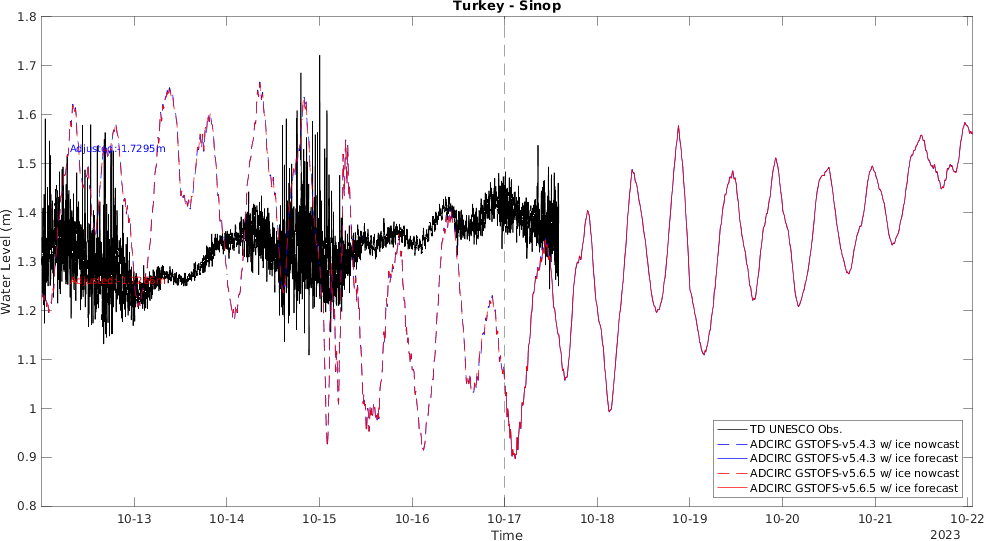 Turkey - Sinop
1.8
1.7
1.6
1.5
1.4
1.3
1.2
1.1
1
0.9
0.8
Water Level (m)
Adjusted: 1.7295m
Adjusted:
10-13
10-14
10-15
10-16
10-17
10-18
10-19
10-20
10-21
10-22
2023
Time
TD UNESCO Obs.
ADCIRC GSTOFS-v5.4.3 w/ ice nowcast
ADCIRC GSTOFS-v5.4.3 w/ ice forecast
ADCIRC GSTOFS-v5.6.5 w/ ice nowcast
ADCIRC GSTOFS-v5.6.5 w/ ice forecast